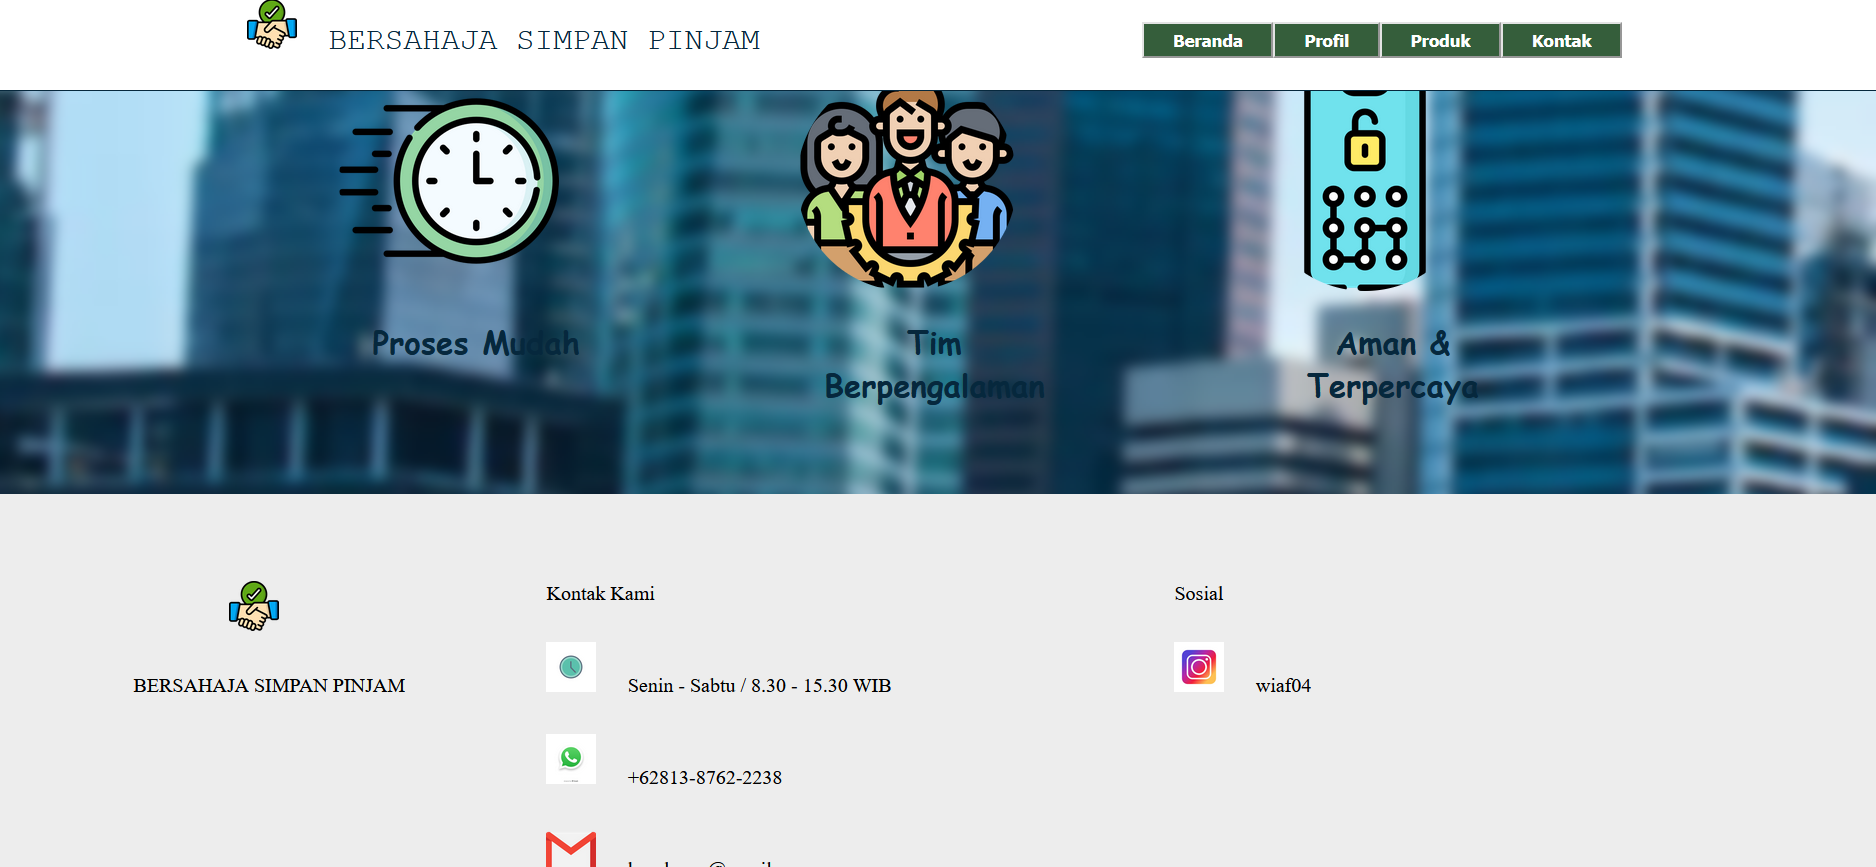 BERSAHAJA SIMPAN PINJAM
Beranda
Profil
Produk
Kontak
Proses Mudah
Tim
Berpengalaman
Aman &
Terpercaya
BERSAHAJA SIMPAN PINJAM
Kontak Kami
Senin - Sabtu / 8.30 - 15.30 WIB
+62813-8762-2238
Sosial
wiaf04